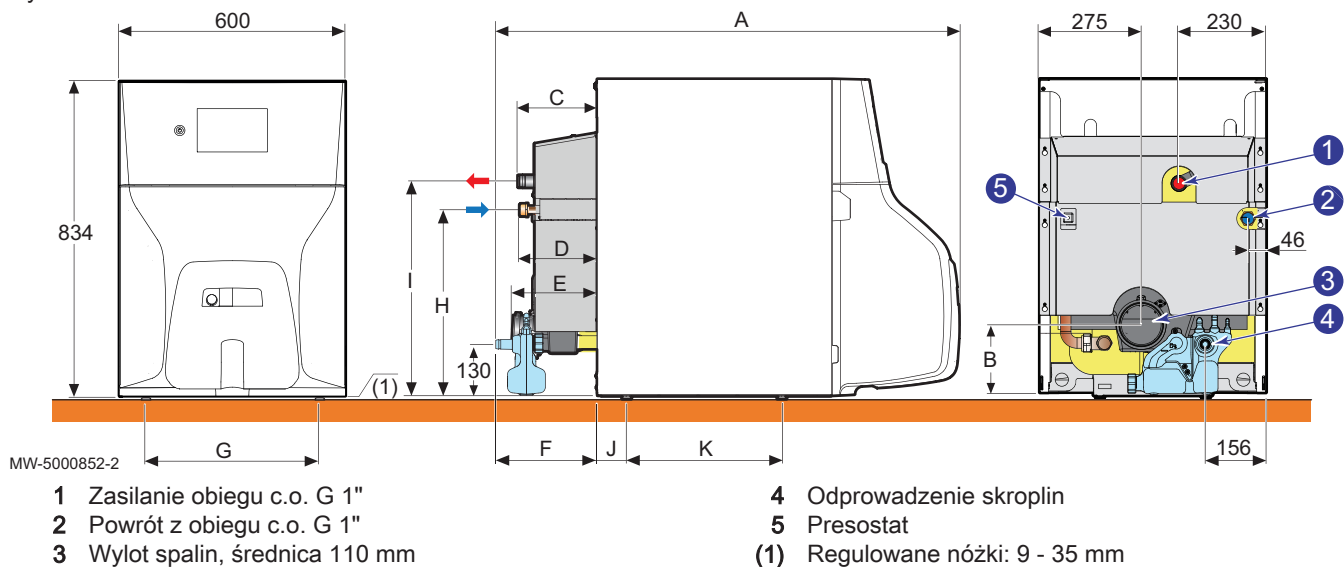 600
A
275
230
C
1
5
2
834
D
46
E
I
H
3
4
130
B
(1)
G
F
J
K
156
MW-5000852-2
1 Zasilanie obiegu c.o. G 1"
2 Powrót z obiegu c.o. G 1"
3 Wylot spalin, średnica 110 mm
4 Odprowadzenie skroplin
5 Presostat
(1) Regulowane nóżki: 9 - 35 mm